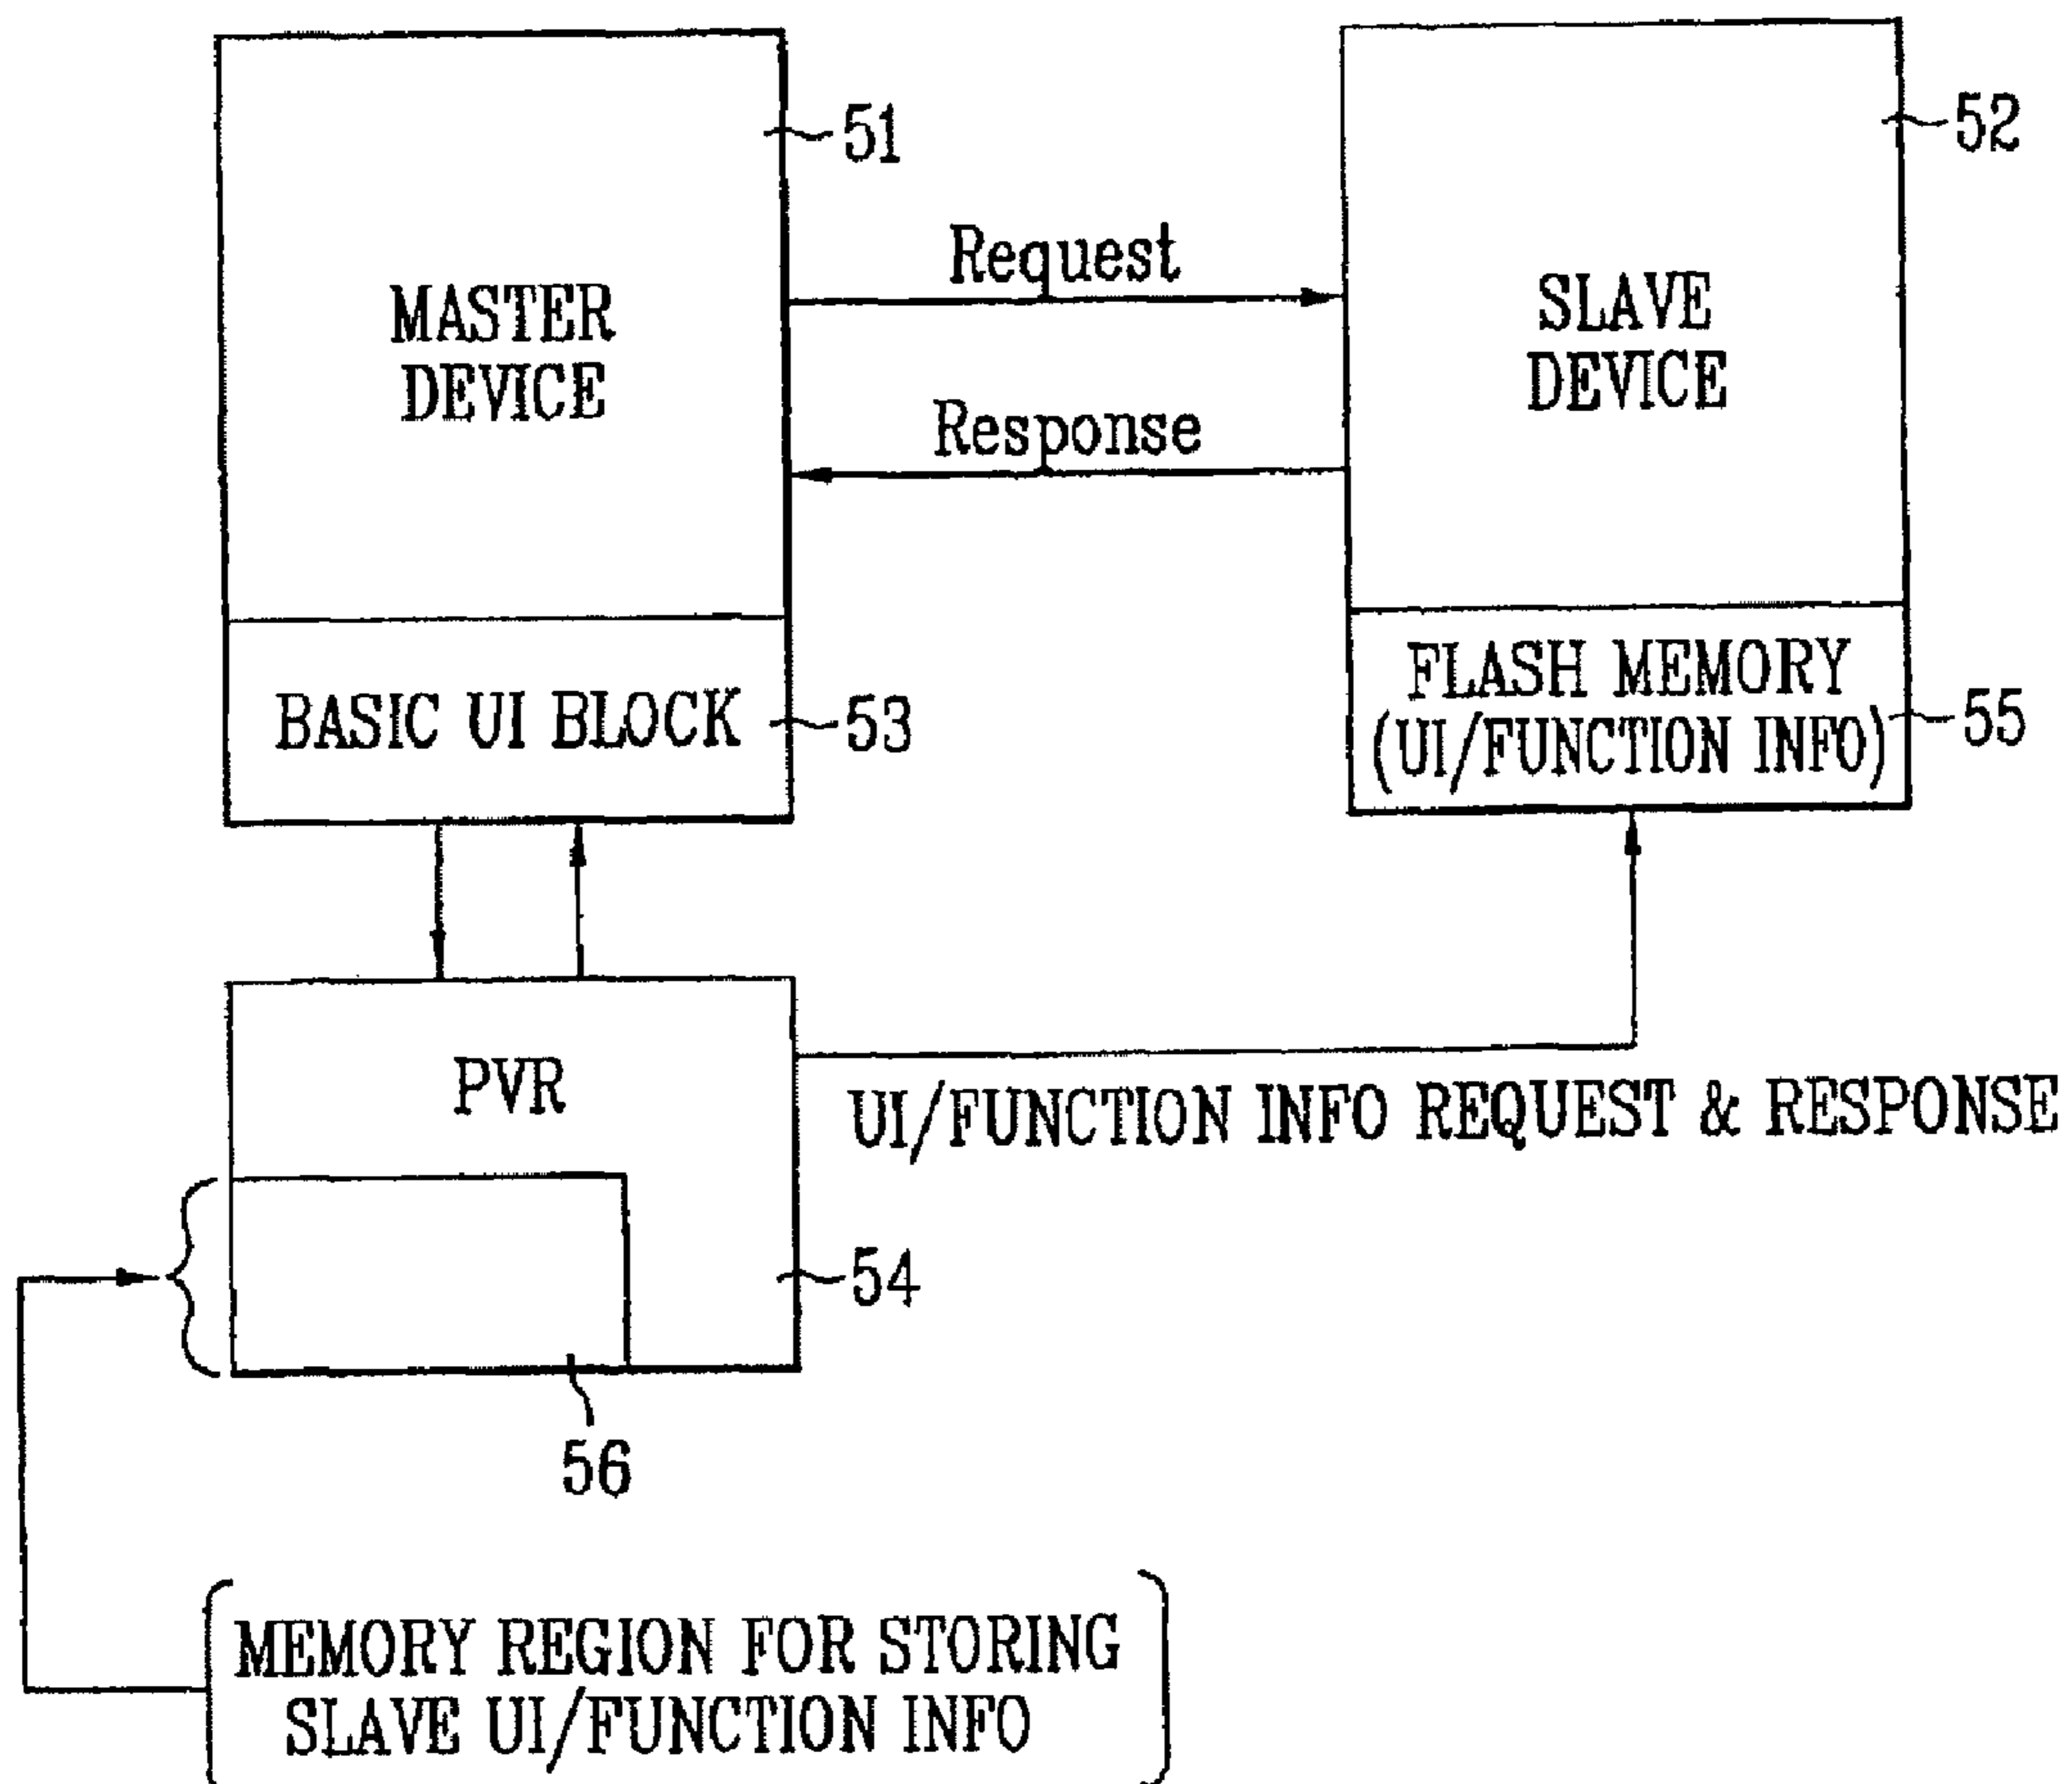 51
52
Request
MASTER
DEVICE
SLAVE
DEVICE
Response
BASIC UI BLOCK
53
FLASH MEMORY
(UI/FUNCTION INFO)
55
PVR
UI/FUNCTION INFO REQUEST & RESPONSE
54
56
MEMORY REGION FOR STORING
SLAVE UI/FUNCTION INFO